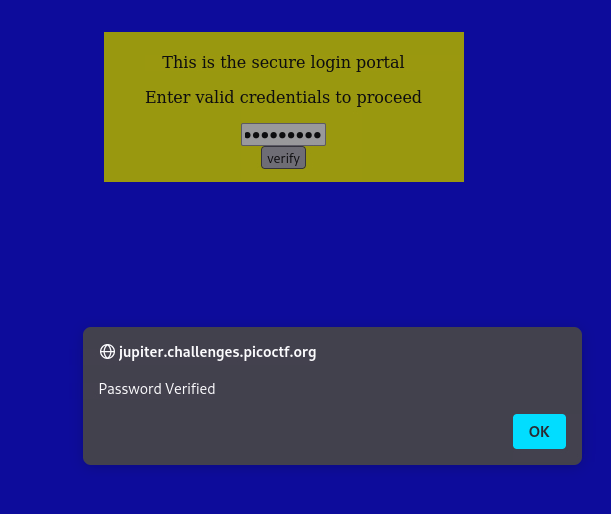 This is the secure login portal
Enter valid credentials to proceed
●●●●●●●●●
verify
jupiter.challenges.picoctf.org
Password Verified
OK